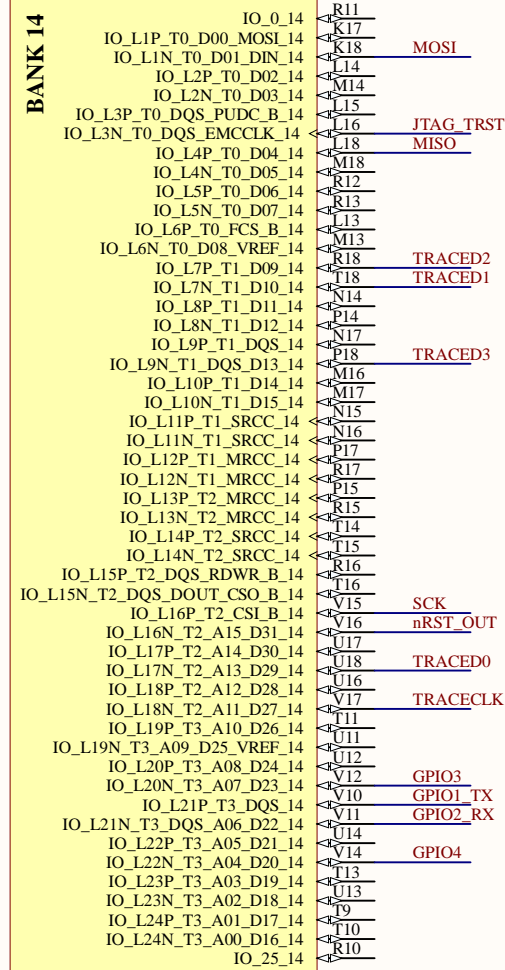 BANK 14
IO_0_14 R11
IO_L1P_T0_D00_MOSI_14 K17
IO_L1N_T0_D01_DIN_14 K18 MOSI
IO_L2P_T0_D02_14 L14
IO_L2N_T0_D03_14 M14
IO_L3P_T0_DQS_PUDC_B_14 L15
IO_L3N_T0_DQS_EMCCLK_14 L16 JTAG_TRST
IO_L4P_T0_D04_14 L18 MISO
IO_L4N_T0_D05_14 M18
IO_L5P_T0_D06_14 R12
IO_L5N_T0_D07_14 R13
IO_L6P_T0_FCS_B_14 L13
IO_L6N_T0_D08_VREF_14 M13
IO_L7P_T1_D09_14 R18 TRACED2
IO_L7N_T1_D10_14 T18 TRACED1
IO_L8P_T1_D11_14 N14
IO_L8N_T1_D12_14 P14
IO_L9P_T1_DQS_14 N17
IO_L9N_T1_DQS_D13_14 P18 TRACED3
IO_L10P_T1_D14_14 M16
IO_L10N_T1_D15_14 M17
IO_L11P_T1_SRCC_14 N15
IO_L11N_T1_SRCC_14 N16
IO_L12P_T1_MRCC_14 P17
IO_L12N_T1_MRCC_14 R17
IO_L13P_T2_MRCC_14 P15
IO_L13N_T2_MRCC_14 R15
IO_L14P_T2_SRCC_14 T14
IO_L14N_T2_SRCC_14 T15
IO_L15P_T2_DQS_RDWR_B_14 R16
IO_L15N_T2_DQS_DOUT_CSO_B_14 T16
IO_L16P_T2_CSI_B_14 V15 SCK
IO_L16N_T2_A15_D31_14 V16 nRST_OUT
IO_L17P_T2_A14_D30_14 U17
IO_L17N_T2_A13_D29_14 U18 TRACED0
IO_L18P_T2_A12_D28_14 U16
IO_L18N_T2_A11_D27_14 V17 TRACECLK
IO_L19P_T3_A10_D26_14 T11
IO_L19N_T3_A09_D25_VREF_14 U11
IO_L20P_T3_A08_D24_14 U12
IO_L20N_T3_A07_D23_14 V12 GPIO3
IO_L21P_T3_DQS_14 V10 GPIO1_TX
IO_L21N_T3_DQS_A06_D22_14 V11 GPIO2_RX
IO_L22P_T3_A05_D21_14 U14
IO_L22N_T3_A04_D20_14 V14 GPIO4
IO_L23P_T3_A03_D19_14 T13
IO_L23N_T3_A02_D18_14 U13
IO_L24P_T3_A01_D17_14 T9
IO_L24N_T3_A00_D16_14 T10
IO_25_14 R10